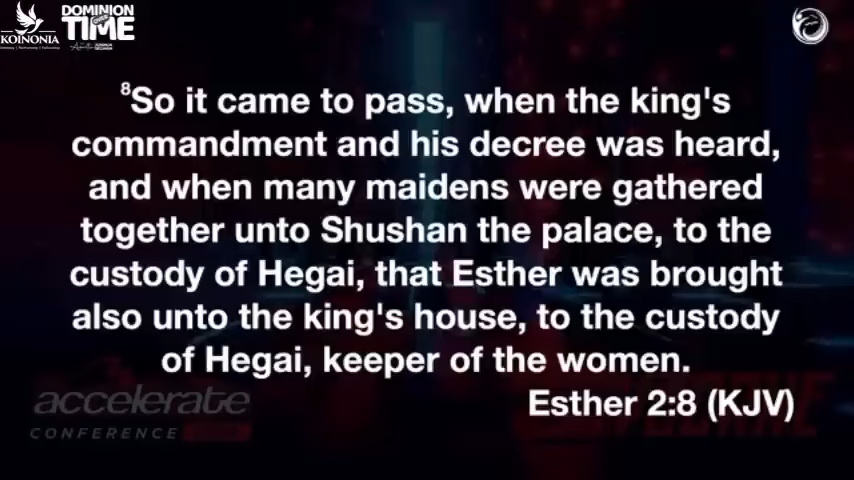 KOINONIA
DOMINION
OVER
TIME
⁸So it came to pass, when the king's
commandment and his decree was heard,
and when many maidens were gathered
together unto Shushan the palace, to the
custody of Hegai, that Esther was brought
also unto the king's house, to the custody
of Hegai, keeper of the women.
Esther 2:8 (KJV)
accelerate
CONFERENCE